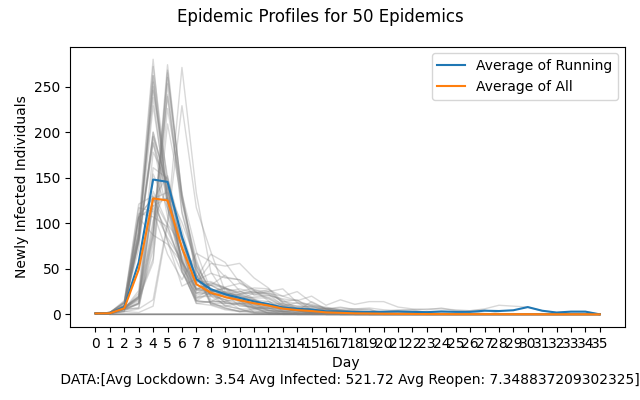 Epidemic Profiles for 50 Epidemics
Newly Infected Individuals
250
200
150
100
50
0
Average of Running
Average of All
0 1 2 3 4 5 6 7 8 9 10 11 12 13 14 15 16 17 18 19 20 21 22 23 24 25 26 27 28 29 30 31 32 33 34 35
Day
DATA:[Avg Lockdown: 3.54 Avg Infected: 521.72 Avg Reopen: 7.348837209302325]